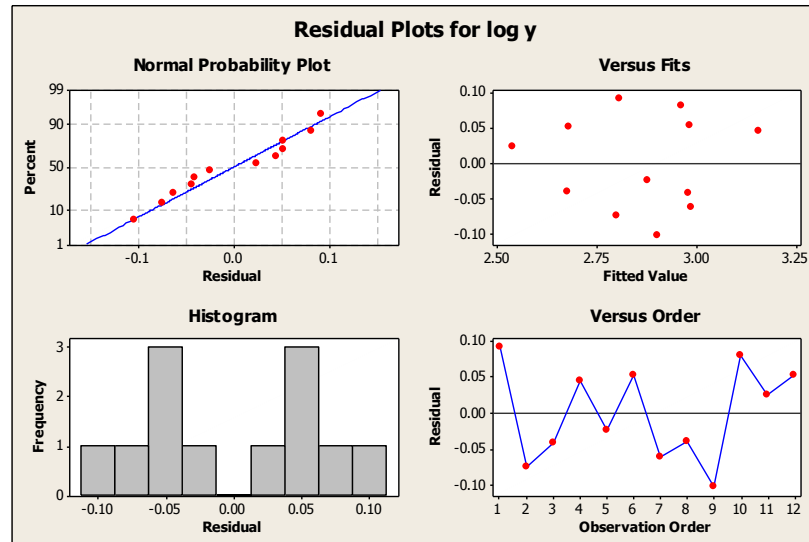 Residual Plots for log y
Normal Probability Plot
99
90
50
10
1
Percent
-0.1
0.0
0.1
Residual
Versus Fits
0.10
0.05
0.00
-0.05
-0.10
Residual
2.50
2.75
3.00
3.25
Fitted Value
Histogram
3
2
1
0
Frequency
-0.10
-0.05
0.00
0.05
0.10
Residual
Versus Order
0.10
0.05
0.00
-0.05
-0.10
Residual
1 2 3 4 5 6 7 8 9 10 11 12
Observation Order